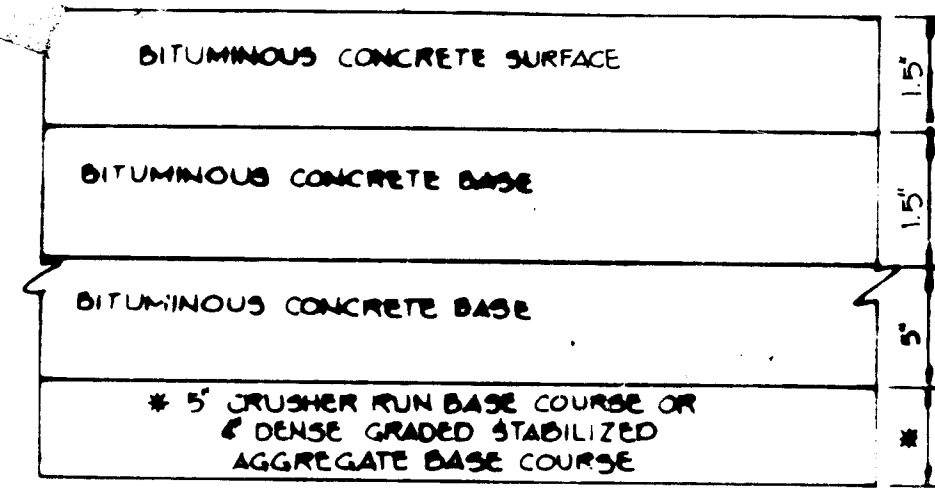 BITUMINOUS CONCRETE SURFACE
1.5"
BITUMINOUS CONCRETE BASE
1.5"
BITUMINOUS CONCRETE BASE
5"
* 5" CRUSHER RUN BASE COURSE OR
DENSE GRADED STABILIZED
AGGREGATE BASE COURSE
*